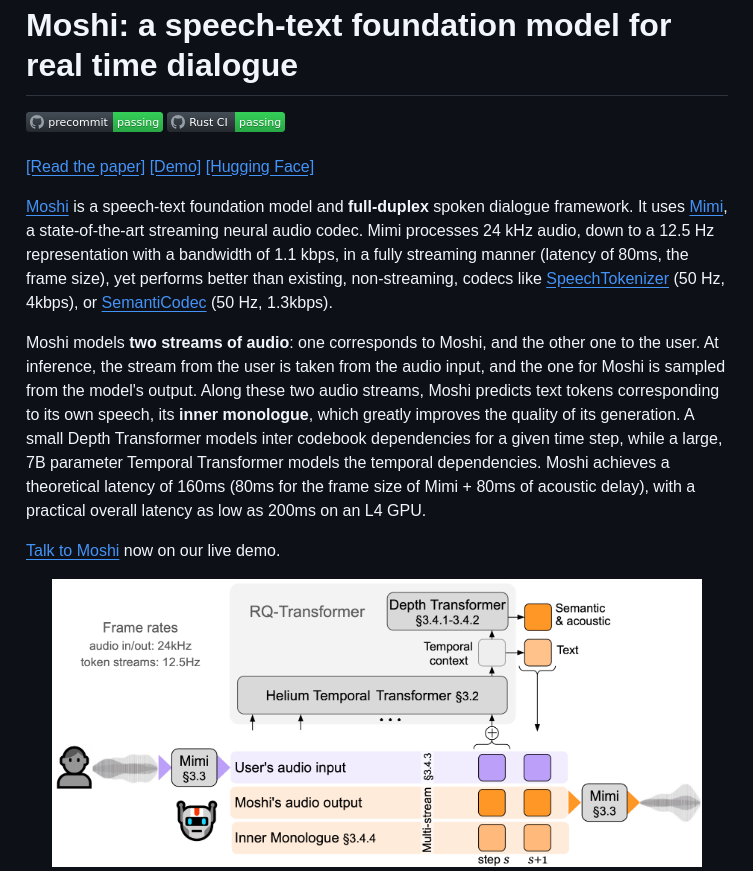 Moshi: a speech-text foundation model for
real time dialogue
precommit passing Rust CI passing
[Read the paper] [Demo] [Hugging Face]
Moshi is a speech-text foundation model and full-duplex spoken dialogue framework. It uses Mimi,
a state-of-the-art streaming neural audio codec. Mimi processes 24 kHz audio, down to a 12.5 Hz
representation with a bandwidth of 1.1 kbps, in a fully streaming manner (latency of 80ms, the
frame size), yet performs better than existing, non-streaming, codecs like SpeechTokenizer (50 Hz,
4kbps), or SemantiCodec (50 Hz, 1.3kbps).
Moshi models two streams of audio: one corresponds to Moshi, and the other one to the user. At
inference, the stream from the user is taken from the audio input, and the one for Moshi is sampled
from the model's output. Along these two audio streams, Moshi predicts text tokens corresponding
to its own speech, its inner monologue, which greatly improves the quality of its generation. A
small Depth Transformer models inter codebook dependencies for a given time step, while a large,
7B parameter Temporal Transformer models the temporal dependencies. Moshi achieves a
theoretical latency of 160ms (80ms for the frame size of Mimi + 80ms of acoustic delay), with a
practical overall latency as low as 200ms on an L4 GPU.
Talk to Moshi now on our live demo.
Frame rates
audio in/out: 24kHz
token streams: 12.5Hz
RQ-Transformer
Depth Transformer
§3.4.1-3.4.2
Semantic
& acoustic
Temporal
context
Text
Helium Temporal Transformer §3.2
Mimi
§3.3
User's audio input
Moshi's audio output
Inner Monologue §3.4.4
Multi-stream §3.4.3
Mimi
§3.3
step s
s+1